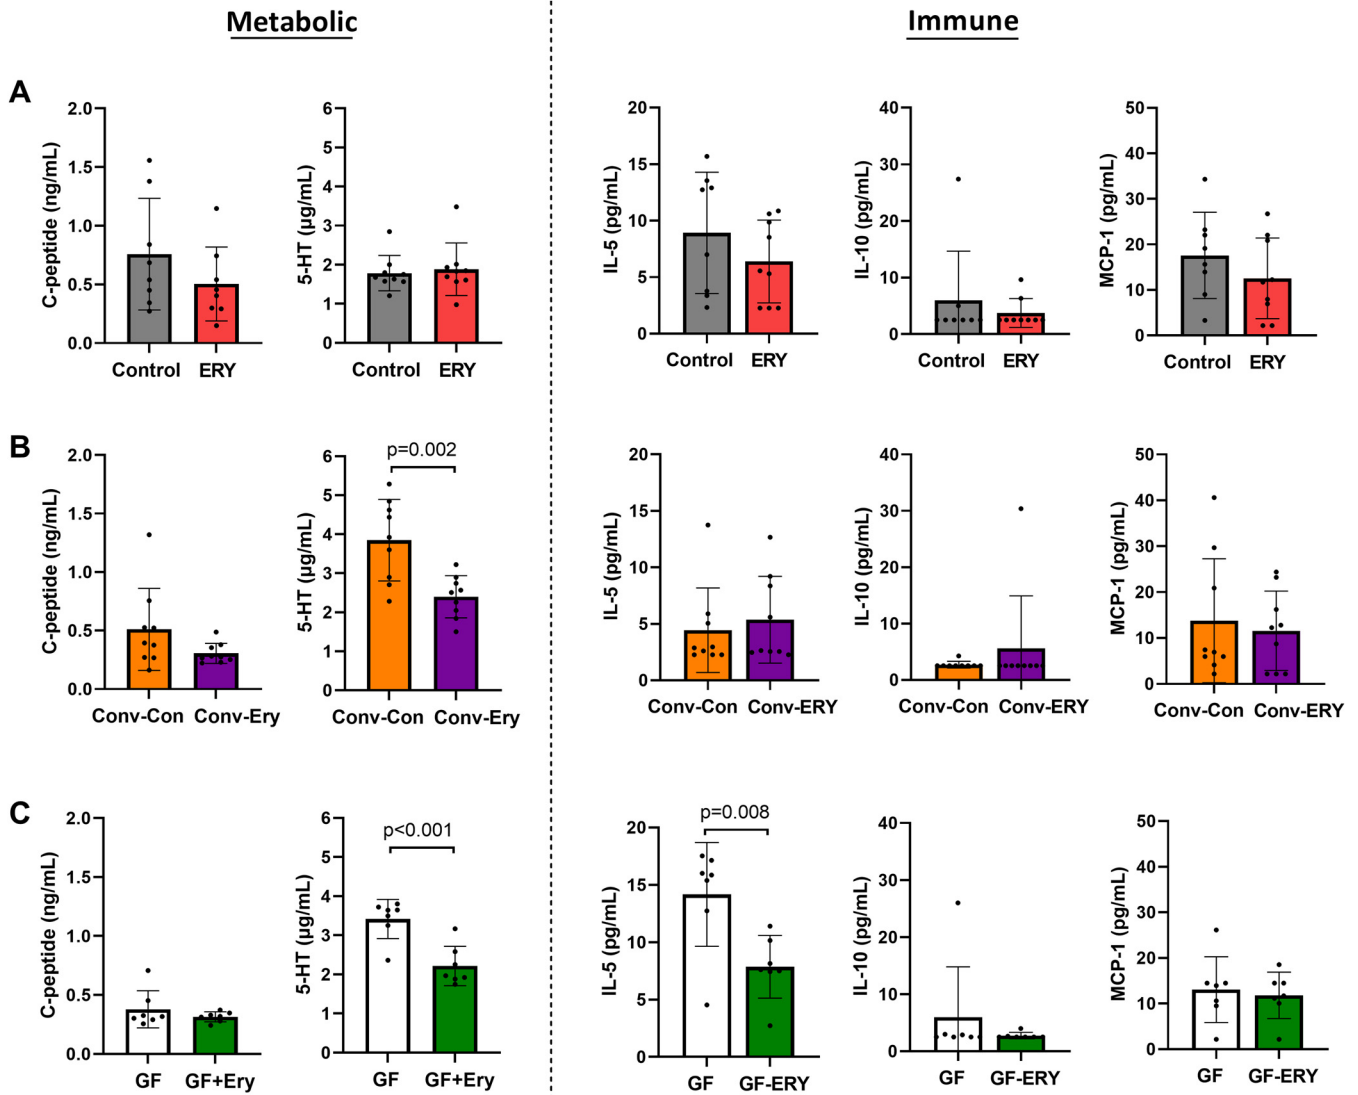 Metabolic
Immune
A
C-peptide (ng/mL)
2.0
1.5
1.0
0.5
0.0
Control
ERY
5-HT (µg/mL)
6
5
4
3
2
1
0
Control
ERY
IL-5 (pg/mL)
20
15
10
5
0
Control
ERY
IL-10 (pg/mL)
40
30
20
10
0
Control
ERY
MCP-1 (pg/mL)
50
40
30
20
10
0
Control
ERY
B
C-peptide (ng/mL)
2.0
1.5
1.0
0.5
0.0
Conv-Con
Conv-Ery
5-HT (µg/mL)
6
5
4
3
2
1
0
p=0.002
Conv-Con
Conv-Ery
IL-5 (pg/mL)
20
15
10
5
0
Conv-Con
Conv-ERY
IL-10 (pg/mL)
40
30
20
10
0
Conv-Con
Conv-ERY
MCP-1 (pg/mL)
50
40
30
20
10
0
Conv-Con
Conv-ERY
C
C-peptide (ng/mL)
2.0
1.5
1.0
0.5
0.0
GF
GF+Ery
5-HT (µg/mL)
6
5
4
3
2
1
0
p<0.001
GF
GF+Ery
IL-5 (pg/mL)
20
15
10
5
0
p=0.008
GF
GF-ERY
IL-10 (pg/mL)
40
30
20
10
0
GF
GF-ERY
MCP-1 (pg/mL)
50
40
30
20
10
0
GF
GF-ERY